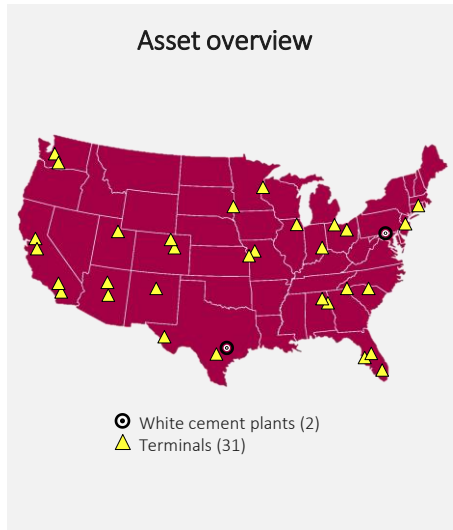 Asset overview
White cement plants (2)
Terminals (31)